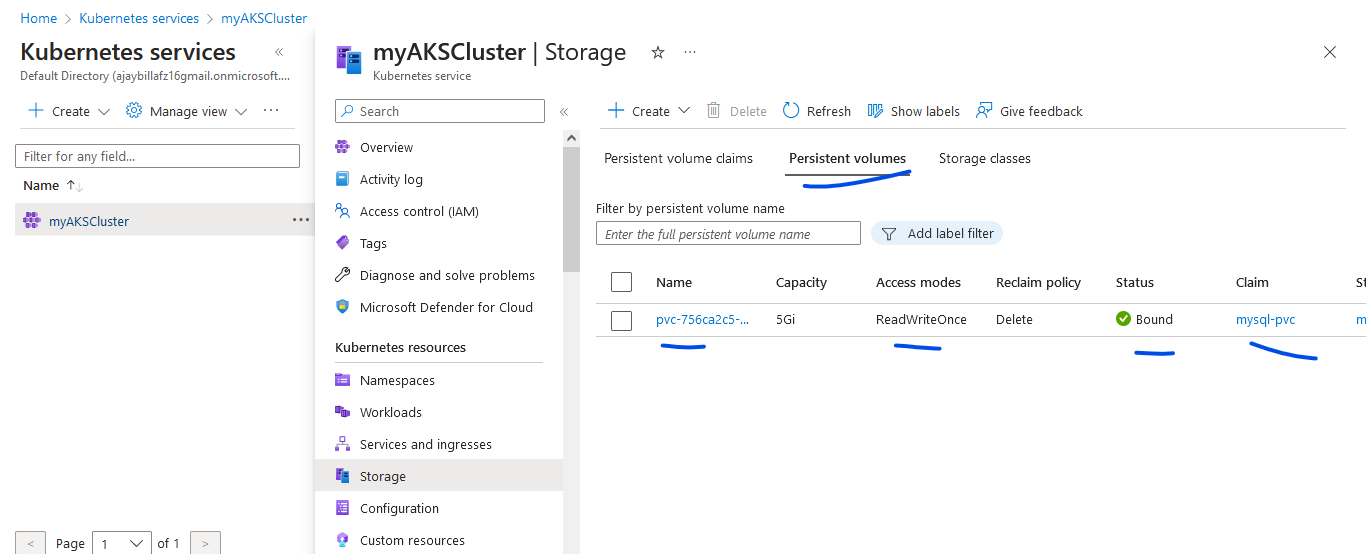 Home > Kubernetes services > myAKSCluster
Kubernetes services «
Default Directory (ajaybillafz16gmail.onmicrosoft....
+ Create Manage view ...
Filter for any field...
Name ↑↓
myAKSCluster ...
< Page 1 of 1 >
myAKSCluster | Storage ☆ ...
Kubernetes service
Search «
Overview
Activity log
Access control (IAM)
Tags
Diagnose and solve problems
Microsoft Defender for Cloud
Kubernetes resources
Namespaces
Workloads
Services and ingresses
Storage
Configuration
Custom resources
+ Create Delete Refresh Show labels Give feedback
Persistent volume claims Persistent volumes Storage classes
Filter by persistent volume name
Enter the full persistent volume name Add label filter
Name Capacity Access modes Reclaim policy Status Claim St
pvc-756ca2c5-... 5Gi ReadWriteOnce Delete Bound mysql-pvc m